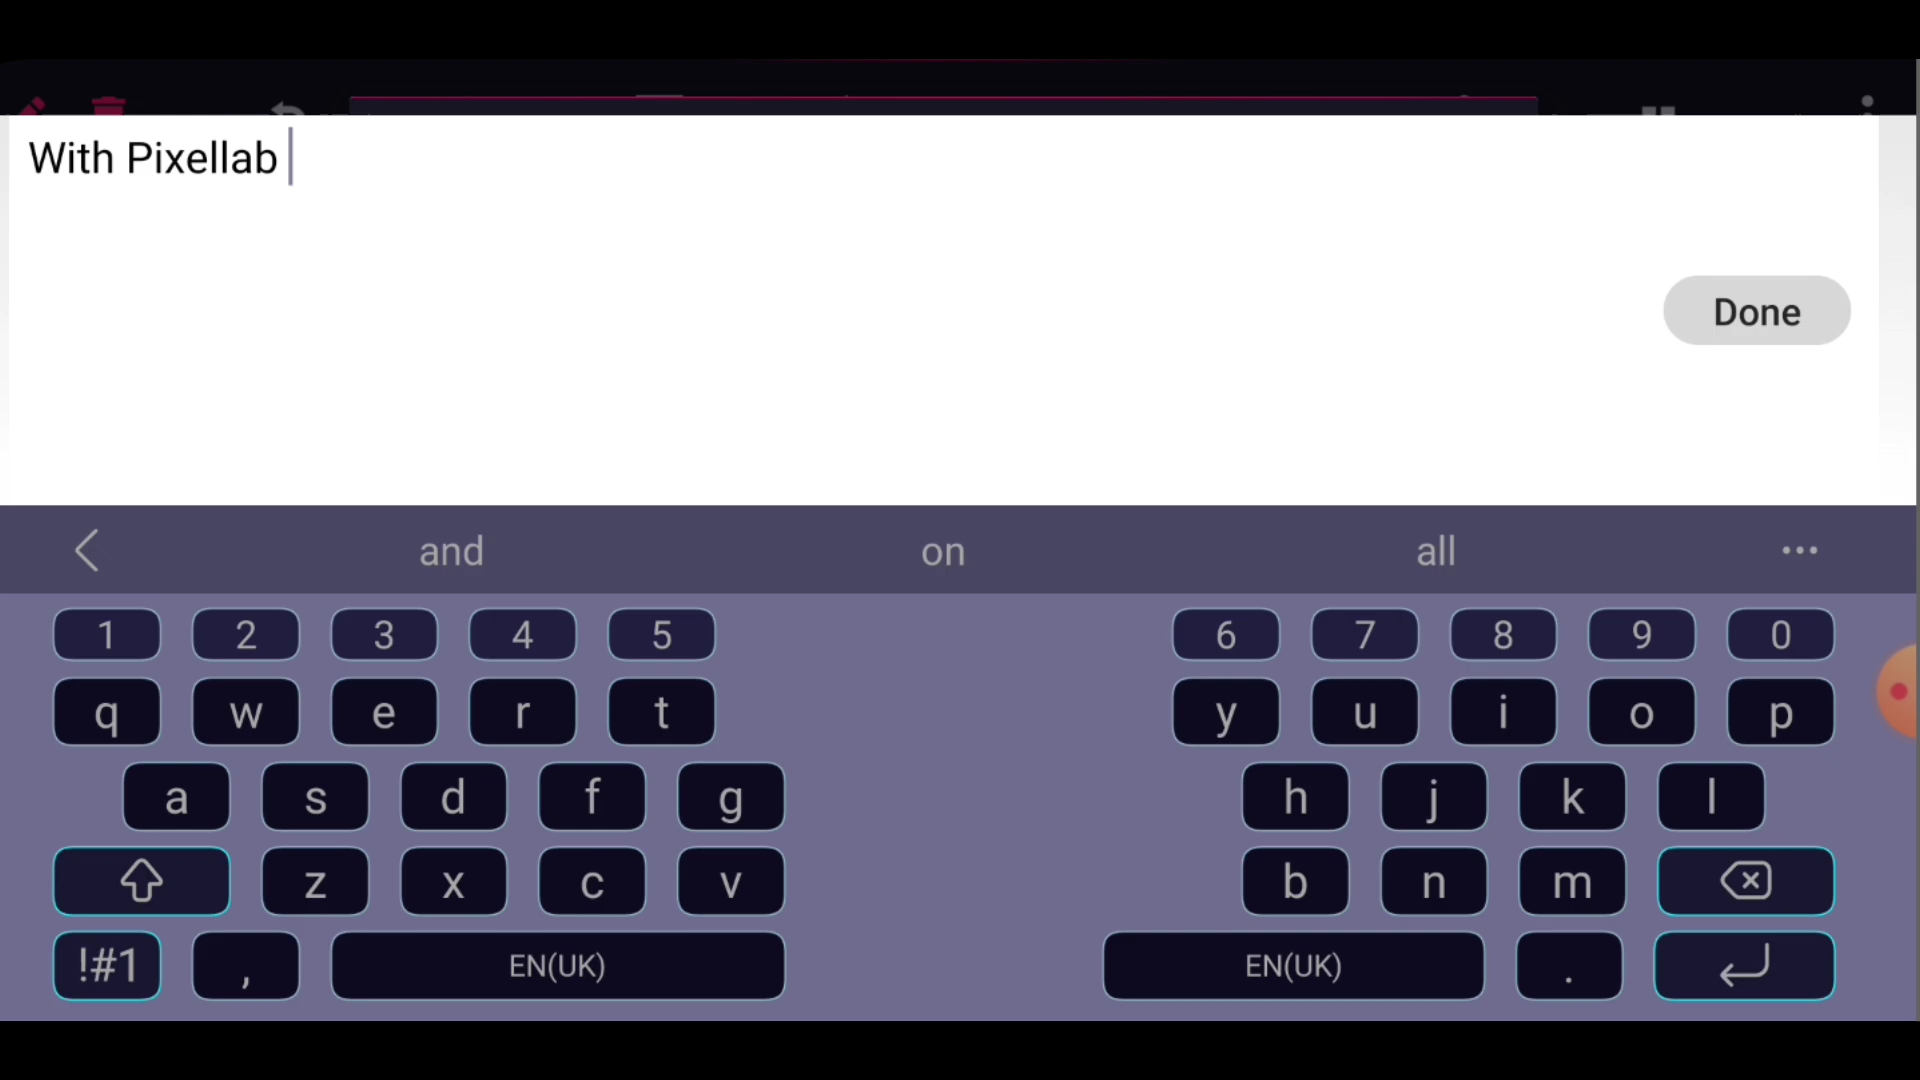 With Pixellab
Done
and on all
1 2 3 4 5 6 7 8 9 0
q w e r t y u i o p
a s d f g h j k l
z x c v b n m
!#1 , EN(UK) EN(UK) .